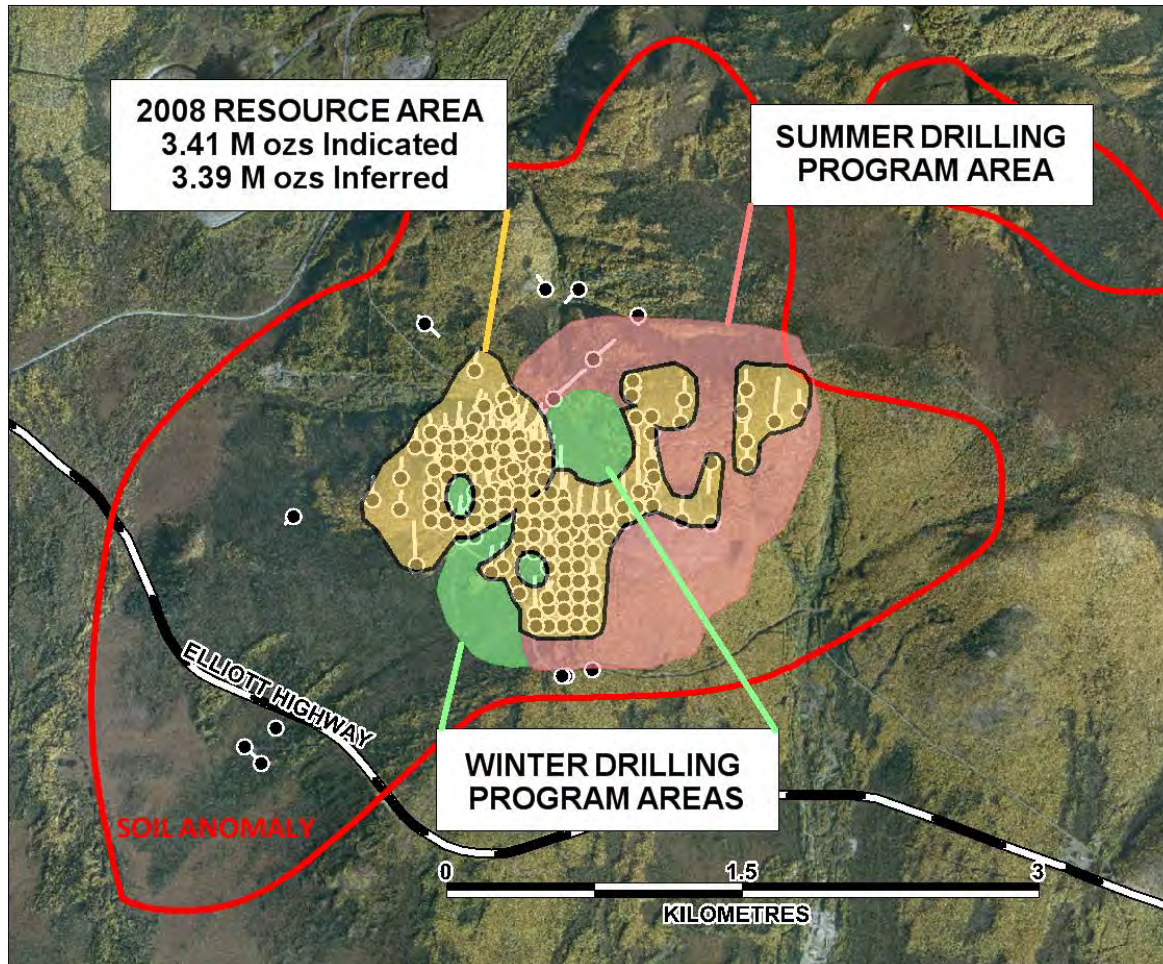 2008 RESOURCE AREA
3.41 M ozs Indicated
3.39 M ozs Inferred
SUMMER DRILLING
PROGRAM AREA
ELLIOTT HIGHWAY
WINTER DRILLING
PROGRAM AREAS
SOIL ANOMALY
0 1.5 3
KILOMETRES